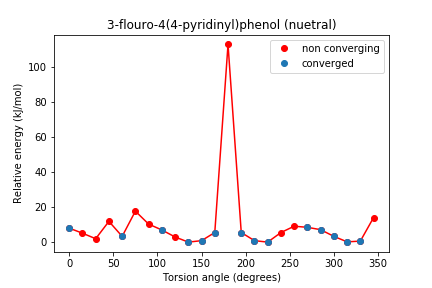 3-flouro-4(4-pyridinyl)phenol (nuetral)
non converging
converged
Relative energy (kJ/mol)
100
80
60
40
20
0
0 50 100 150 200 250 300 350
Torsion angle (degrees)